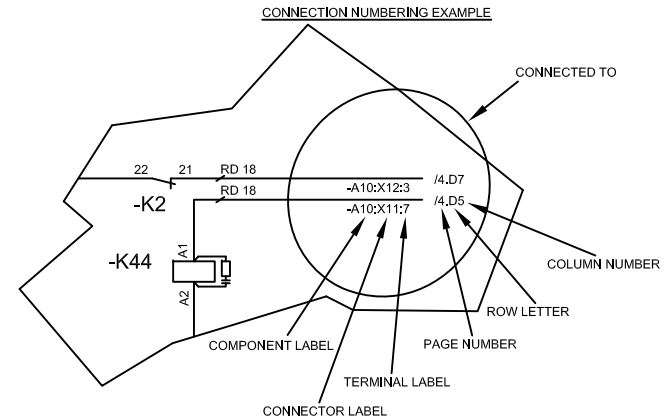 CONNECTION NUMBERING EXAMPLE
CONNECTED TO
22 21 RD 18 /4.D7
-A10:X12:3
-K2 RD 18 /4.D5
-A10:X11:7
-K44 A1
COLUMN NUMBER
A2
ROW LETTER
COMPONENT LABEL PAGE NUMBER
TERMINAL LABEL
CONNECTOR LABEL